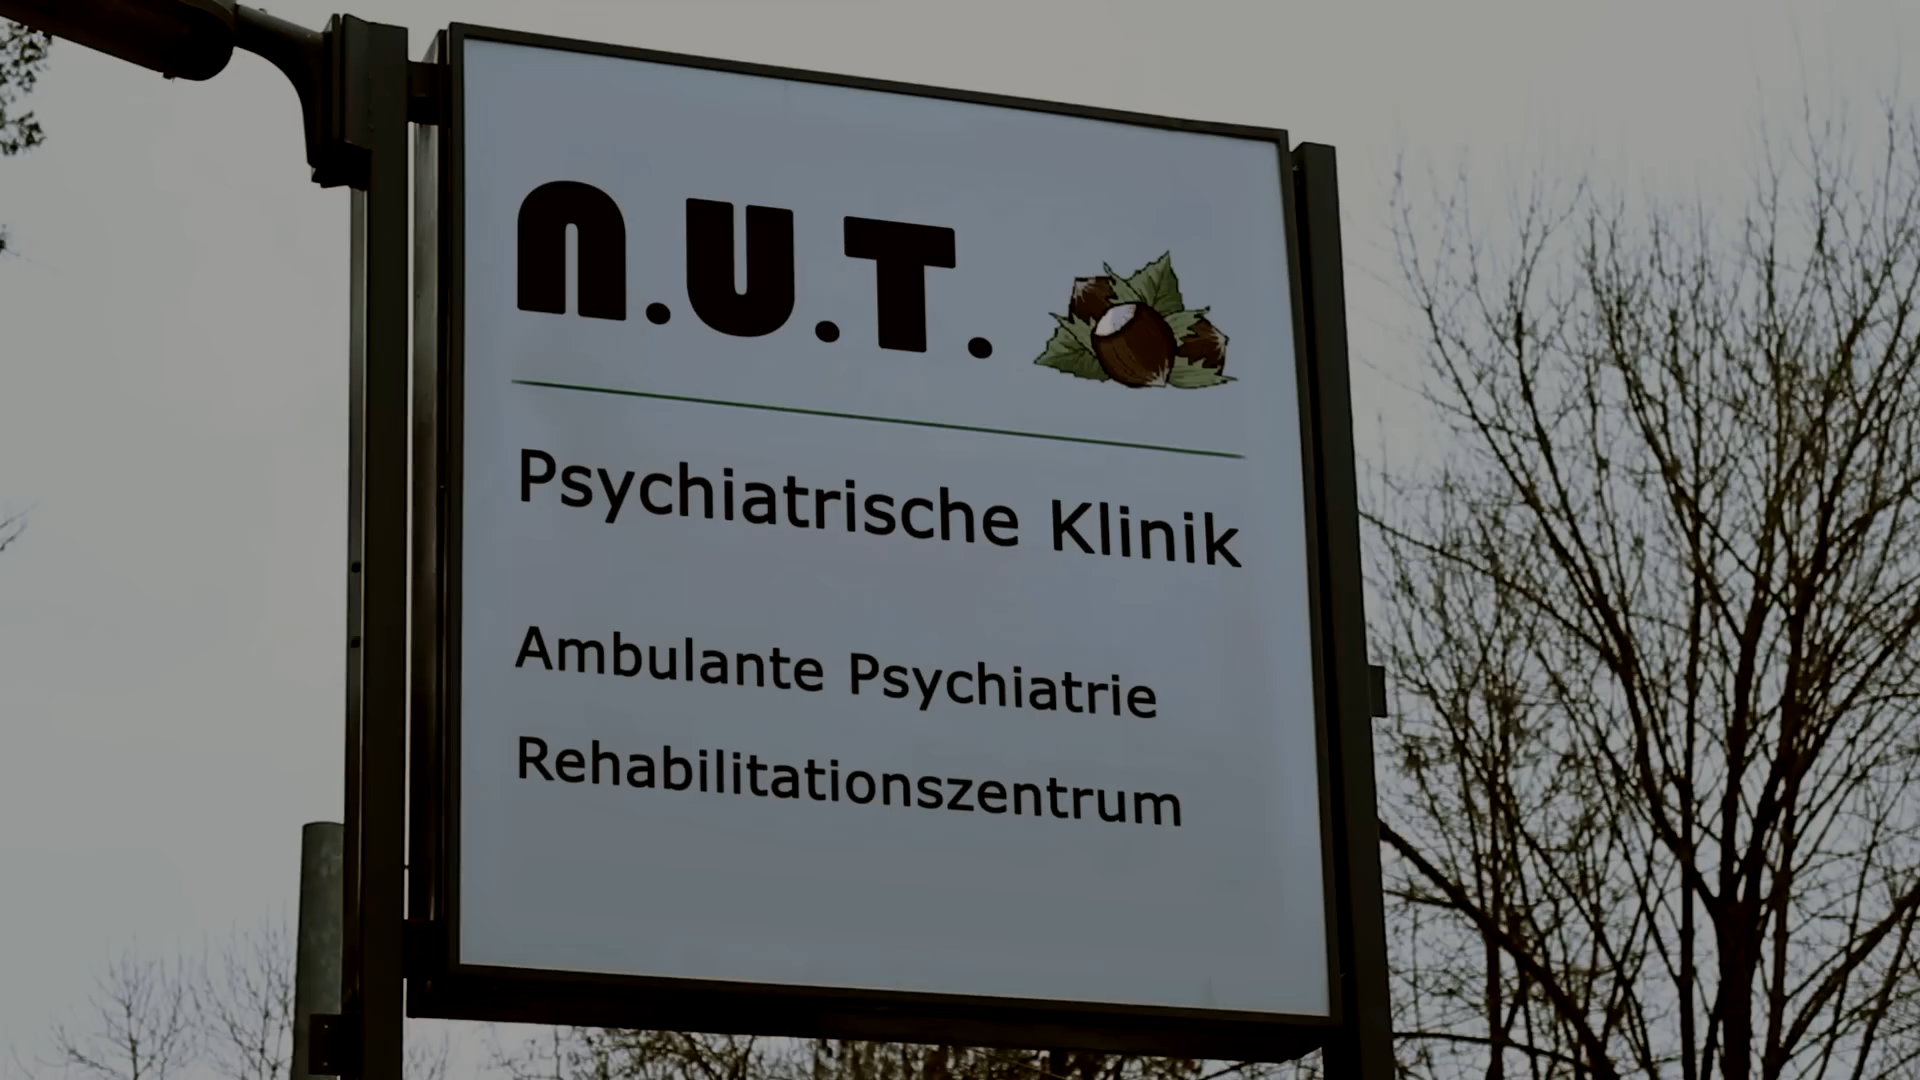 n.U.T.
Psychiatrische Klinik
Ambulante Psychiatrie
Rehabilitationszentrum